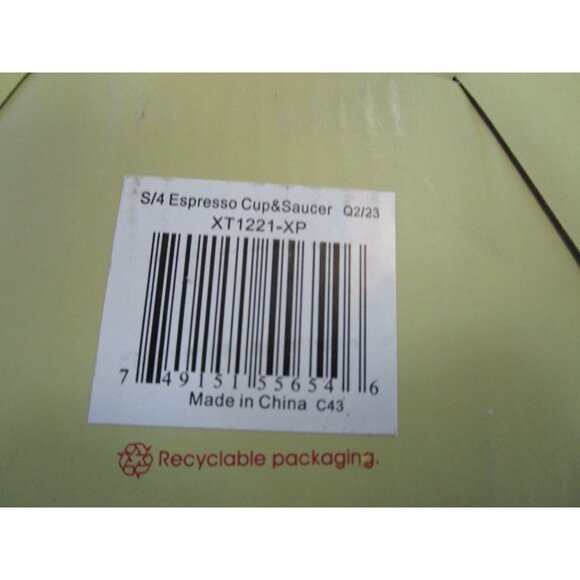 S/4 Espresso Cup&Saucer Q2/23
XT1221-XP
7 49151 55654 6
Made in China C43
Recyclable packaging.